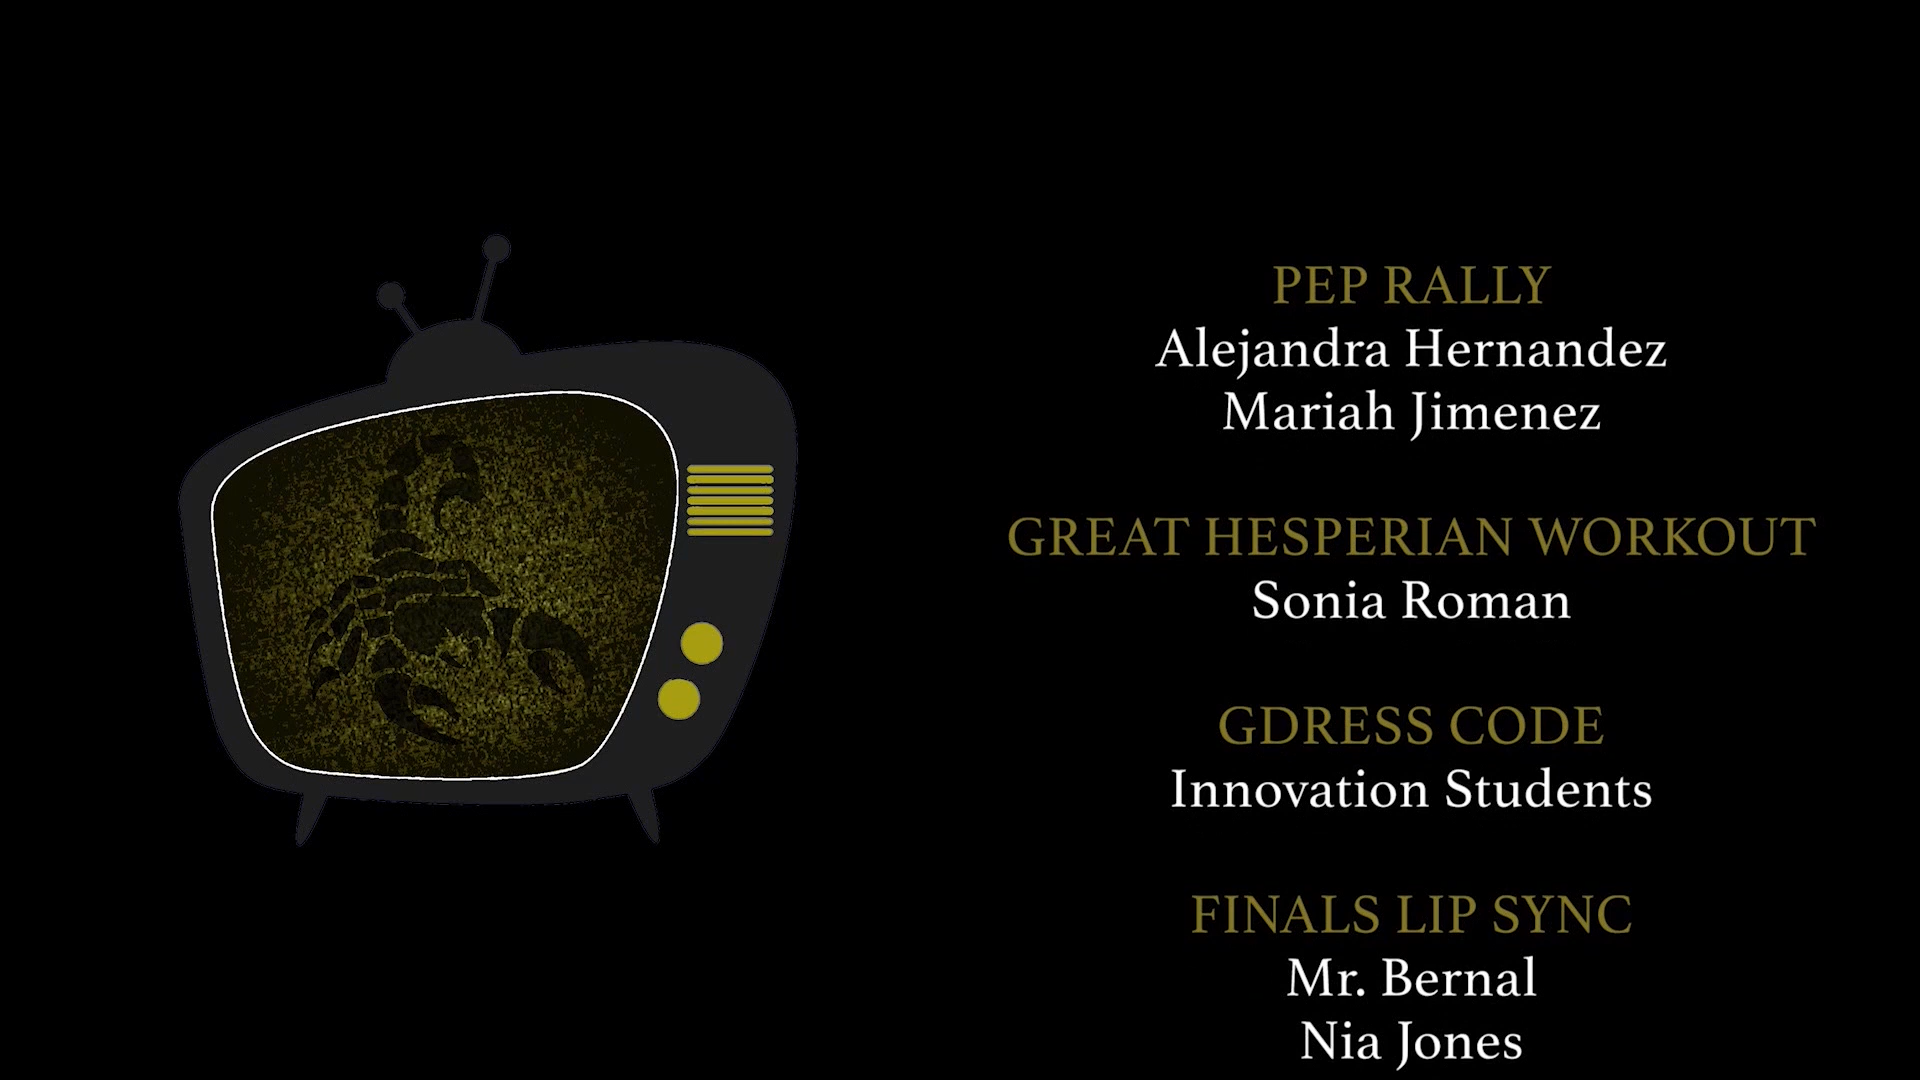 PEP RALLY
Alejandra Hernandez
Mariah Jimenez
GREAT HESPERIAN WORKOUT
Sonia Roman
GDRESS CODE
Innovation Students
FINALS LIP SYNC
Mr. Bernal
Nia Jones